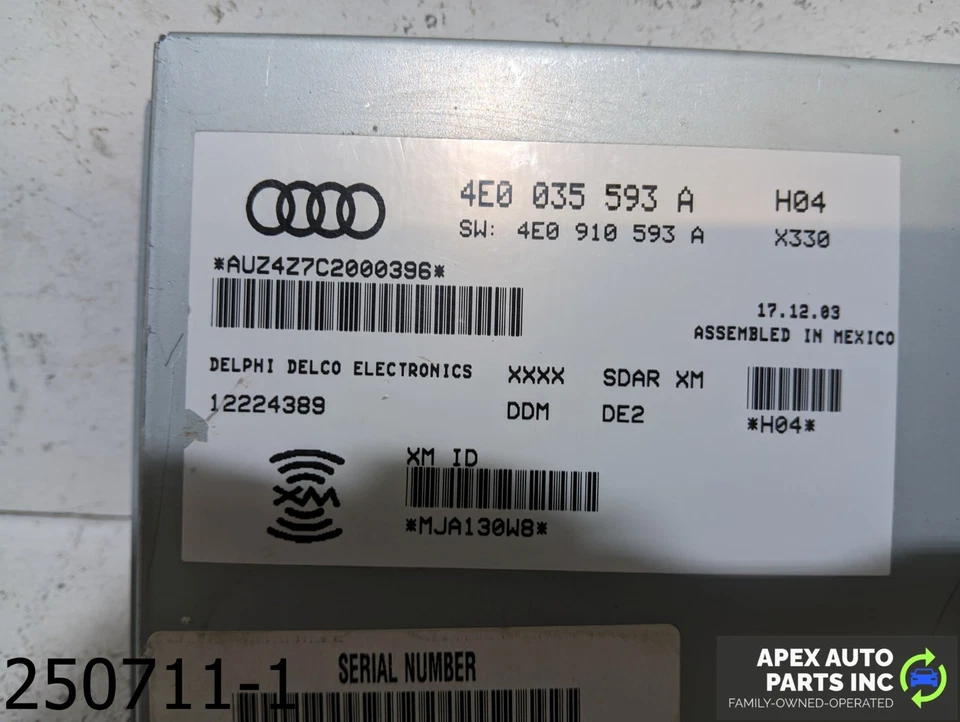 4E0 035 593 A H04
SW: 4E0 910 593 A X330
*AUZ4Z7C2000396*
17.12.03
ASSEMBLED IN MEXICO
DELPHI DELCO ELECTRONICS XXXX SDAR XM
12224389 DDM DE2
*H04*
XM ID
XM
*MJA130W8*
SERIAL NUMBER
250711-1
APEX AUTO
PARTS INC
FAMILY-OWNED-OPERATED